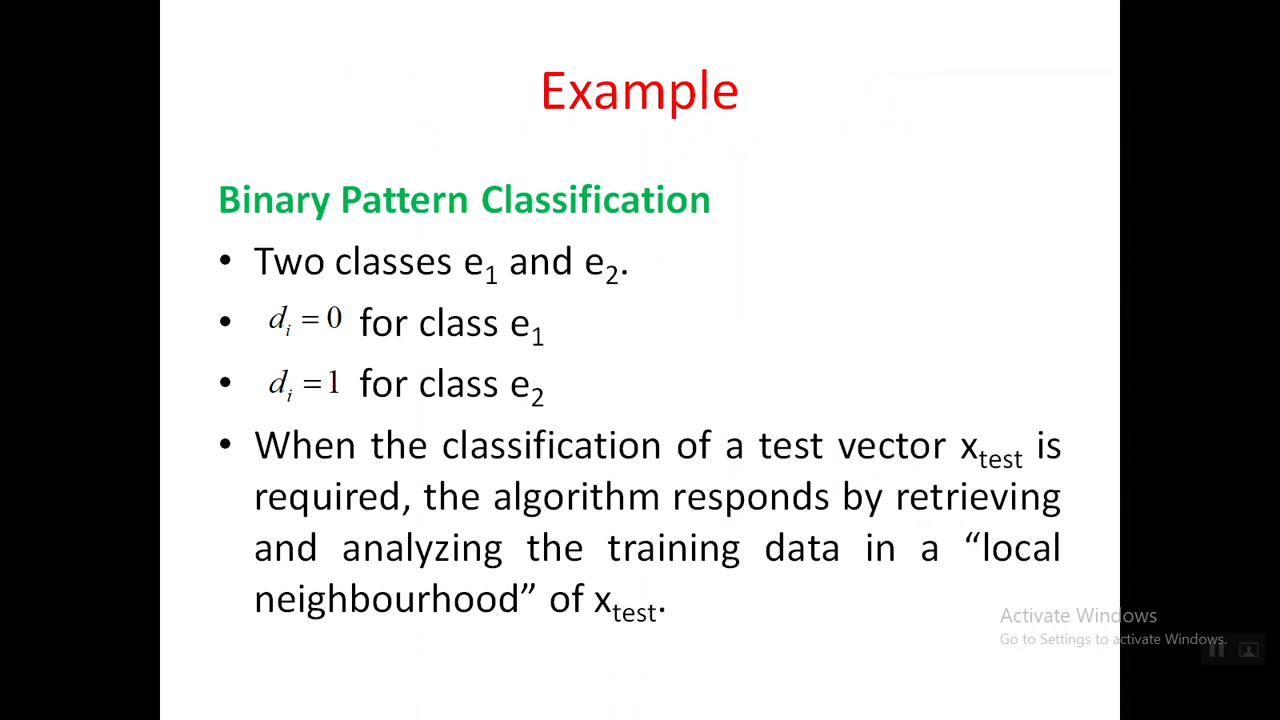 Example
Binary Pattern Classification
• Two classes e₁ and e₂.
• dᵢ = 0 for class e₁
• dᵢ = 1 for class e₂
• When the classification of a test vector x_test is
required, the algorithm responds by retrieving
and analyzing the training data in a “local
neighbourhood” of x_test.
Activate Windows
Go to Settings to activate Windows.